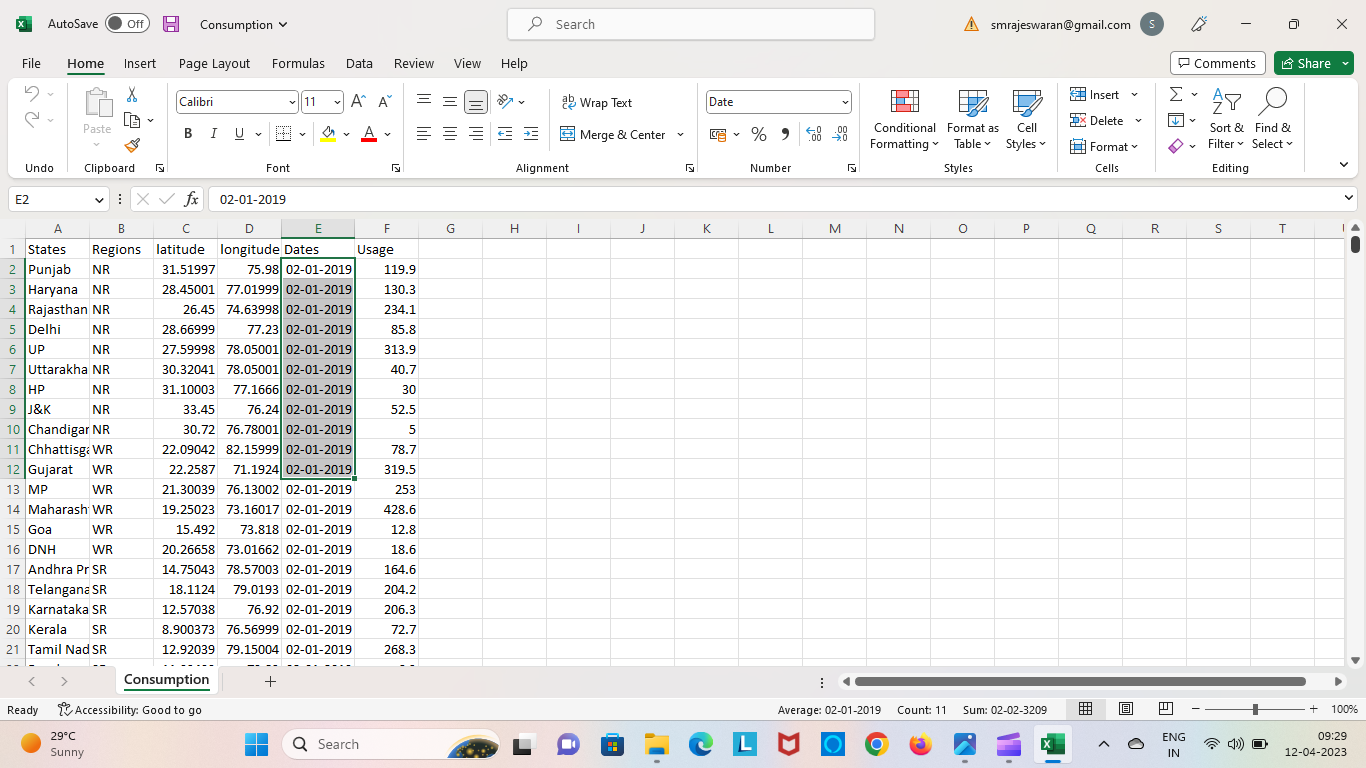 AutoSave Off Consumption Search smrajeswaran@gmail.com S
File Home Insert Page Layout Formulas Data Review View Help Comments Share
Calibri 11 Wrap Text Date Insert
Paste B I U Merge & Center % Conditional Formatting Format as Table Cell Styles Delete Sort & Filter Find & Select
Format
Undo Clipboard Font Alignment Number Styles Cells Editing
E2 fx 02-01-2019
A B C D E F G H I J K L M N O P Q R S T
1 States Regions latitude longitude Dates Usage
2 Punjab NR 31.51997 75.98 02-01-2019 119.9
3 Haryana NR 28.45001 77.01999 02-01-2019 130.3
4 Rajasthan NR 26.45 74.63998 02-01-2019 234.1
5 Delhi NR 28.66999 77.23 02-01-2019 85.8
6 UP NR 27.59998 78.05001 02-01-2019 313.9
7 Uttarakha NR 30.32041 78.05001 02-01-2019 40.7
8 HP NR 31.10003 77.1666 02-01-2019 30
9 J&K NR 33.45 76.24 02-01-2019 52.5
10 Chandigar NR 30.72 76.78001 02-01-2019 5
11 Chhattisga WR 22.09042 82.15999 02-01-2019 78.7
12 Gujarat WR 22.2587 71.1924 02-01-2019 319.5
13 MP WR 21.30039 76.13002 02-01-2019 253
14 Maharash WR 19.25023 73.16017 02-01-2019 428.6
15 Goa WR 15.492 73.818 02-01-2019 12.8
16 DNH WR 20.26658 73.01662 02-01-2019 18.6
17 Andhra Pr SR 14.75043 78.57003 02-01-2019 164.6
18 Telangana SR 18.1124 79.0193 02-01-2019 204.2
19 Karnataka SR 12.57038 76.92 02-01-2019 206.3
20 Kerala SR 8.900373 76.56999 02-01-2019 72.7
21 Tamil Nad SR 12.92039 79.15004 02-01-2019 268.3
Consumption
Ready Accessibility: Good to go Average: 02-01-2019 Count: 11 Sum: 02-02-3209 100%
29°C Search ENG 09:29
Sunny IN 12-04-2023